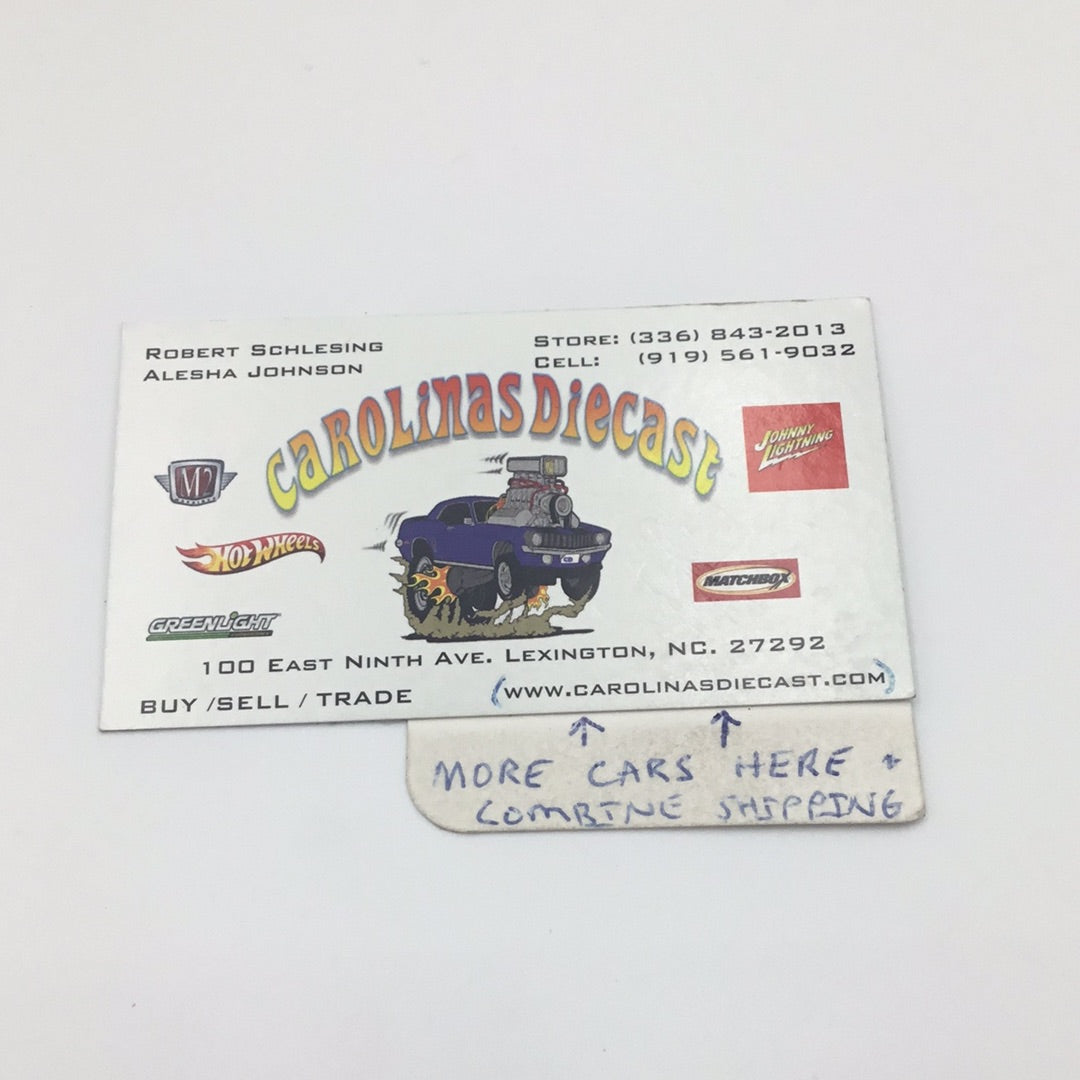 ROBERT SCHLESING
ALESHA JOHNSON
STORE: (336) 843-2013
CELL: (919) 561-9032
CAROLINAS DIECAST
M2
JOHNNY LIGHTNING
HOT WHEELS
MATCHBOX
GREENLIGHT
100 EAST NINTH AVE. LEXINGTON, NC. 27292
BUY /SELL / TRADE
(WWW.CAROLINASDIECAST.COM)
MORE CARS HERE +
COMBINE SHIPPING